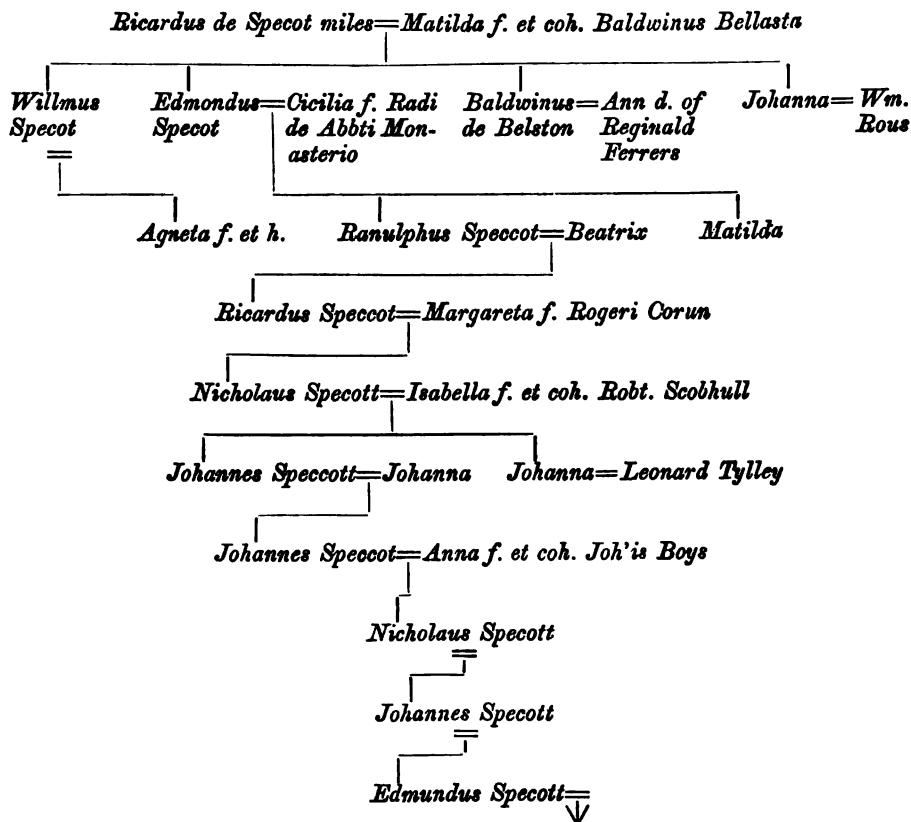 Ricardus de Specot miles=Matilda f. et coh. Baldwinus Bellasta
Willmus Specot
Edmondus Specot=Cicilia f. Radi de Abbti Mon-asterio
Baldwinus de Belston=Ann d. of Reginald Ferrers
Johanna=Wm. Rous
Agneta f. et h.
Ranulphus Speccot=Beatrix
Matilda
Ricardus Speccot=Margareta f. Rogeri Corun
Nicholaus Specott=Isabella f. et coh. Robt. Scobhull
Johannes Speccott=Johanna
Johanna=Leonard Tylley
Johannes Speccot=Anna f. et coh. Joh'is Boys
Nicholaus Specott
Johannes Specott
Edmundus Specott=